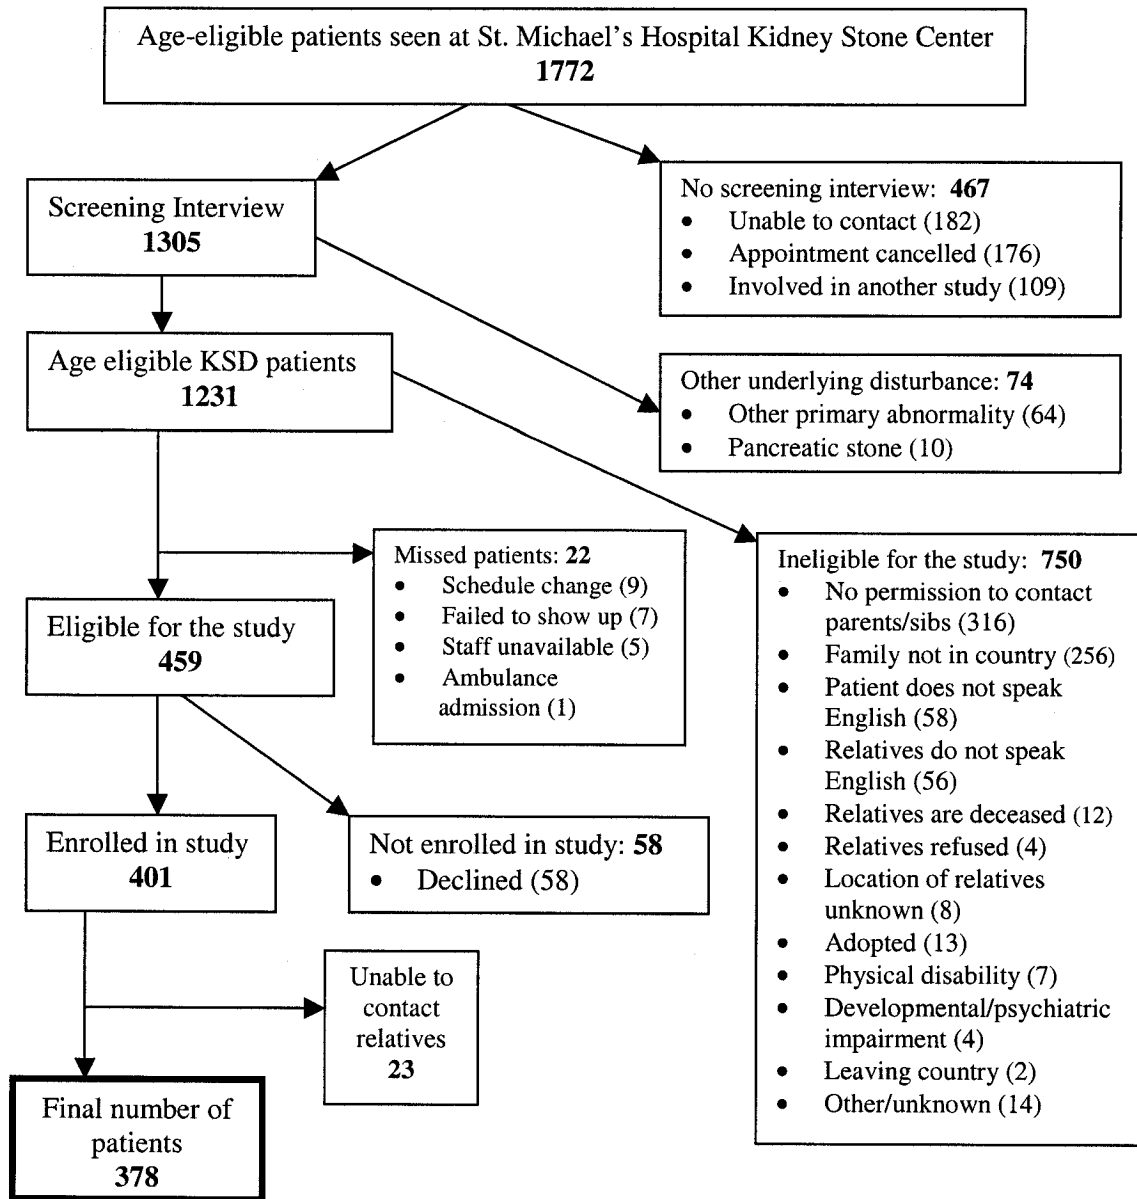 Age-eligible patients seen at St. Michael's Hospital Kidney Stone Center
1772
Screening Interview
1305
No screening interview: 467
• Unable to contact (182)
• Appointment cancelled (176)
• Involved in another study (109)
Age eligible KSD patients
1231
Other underlying disturbance: 74
• Other primary abnormality (64)
• Pancreatic stone (10)
Missed patients: 22
• Schedule change (9)
• Failed to show up (7)
• Staff unavailable (5)
• Ambulance
admission (1)
Ineligible for the study: 750
• No permission to contact
parents/sibs (316)
• Family not in country (256)
• Patient does not speak
English (58)
• Relatives do not speak
English (56)
• Relatives are deceased (12)
• Relatives refused (4)
• Location of relatives
unknown (8)
• Adopted (13)
• Physical disability (7)
• Developmental/psychiatric
impairment (4)
• Leaving country (2)
• Other/unknown (14)
Eligible for the study
459
Enrolled in study
401
Not enrolled in study: 58
• Declined (58)
Unable to
contact
relatives
23
Final number of
patients
378